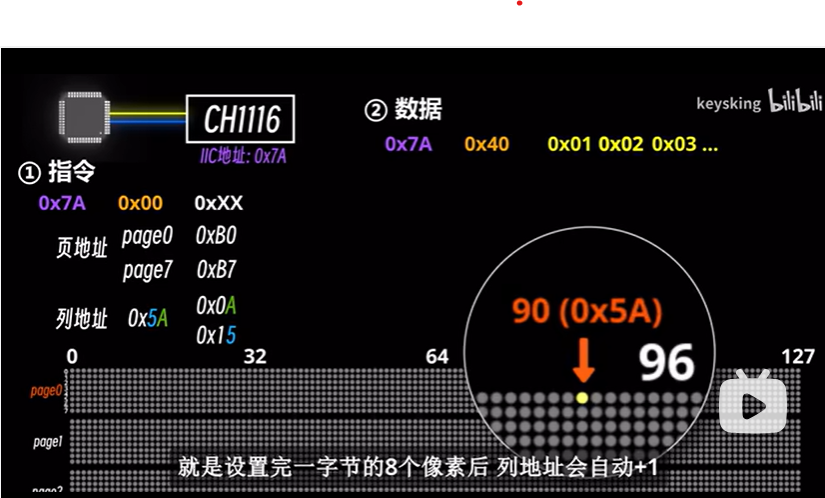 CH1116
IIC地址: 0x7A
② 数据
keysking bilibili
0x7A 0x40 0x01 0x02 0x03 ...
① 指令
0x7A 0x00 0xXX
页地址 page0 0xB0
page7 0xB7
列地址 0x5A 0x0A
0x15
90 (0x5A)
0 32 64 96 127
page0
page1
就是设置完一字节的8个像素后 列地址会自动+1
page2